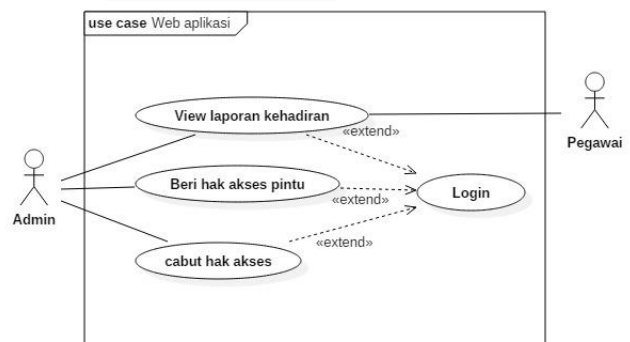 use case Web aplikasi
View laporan kehadiran
«extend»
Pegawai
Beri hak akses pintu
«extend»
Login
Admin
«extend»
cabut hak akses